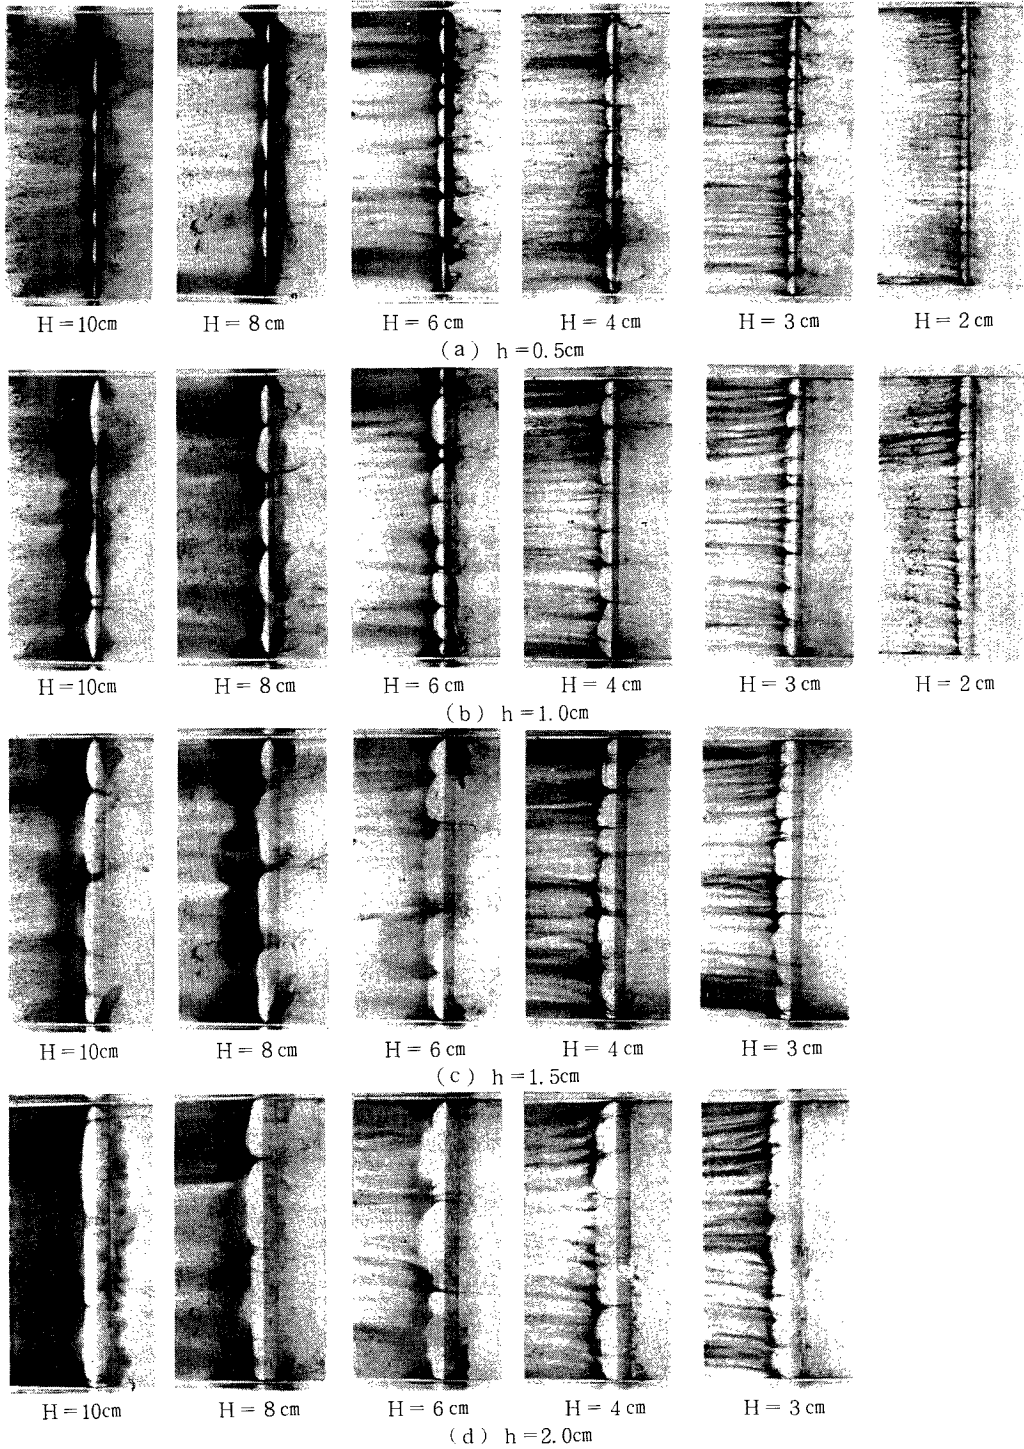 H=10cm H=8cm H=6cm H=4cm H=3cm H=2cm
(a) h=0.5cm
H=10cm H=8cm H=6cm H=4cm H=3cm H=2cm
(b) h=1.0cm
H=10cm H=8cm H=6cm H=4cm H=3cm
(c) h=1.5cm
H=10cm H=8cm H=6cm H=4cm H=3cm
(d) h=2.0cm